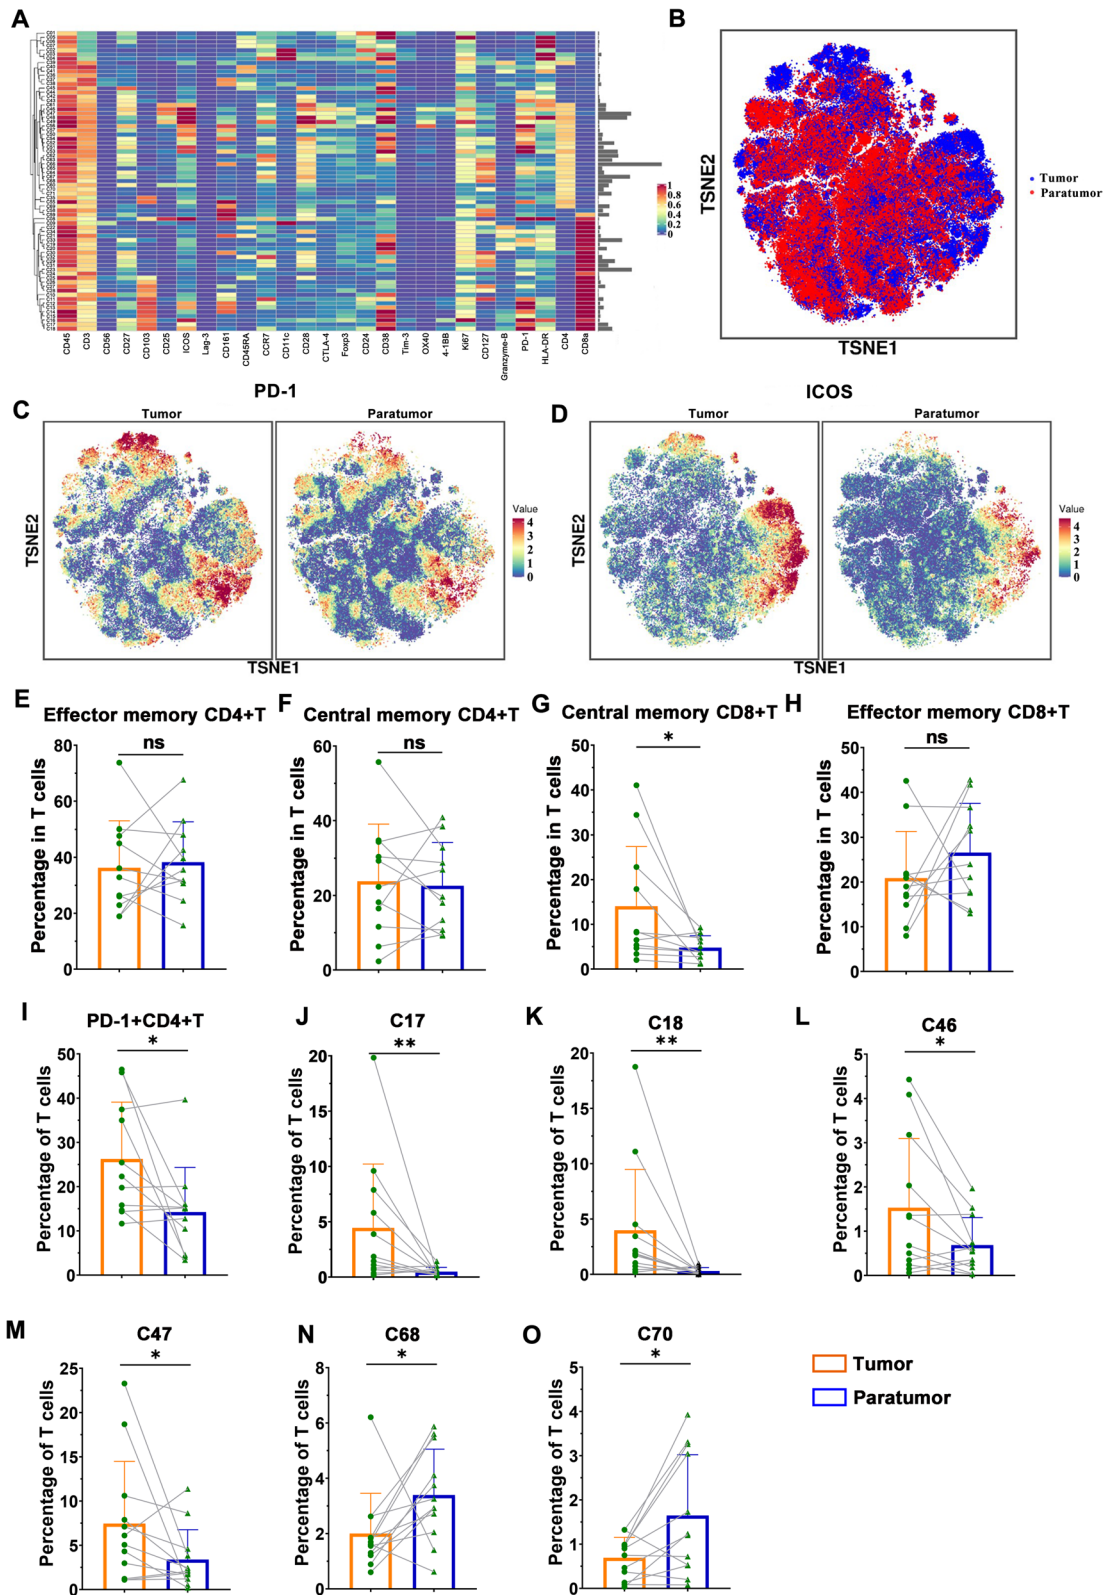 A
CD45
CD3
CD56
CD27
CD103
CD25
ICOS
Lag-3
CD161
CD45RA
CCR7
CD11c
CD28
CTLA-4
Foxp3
CD24
CD38
Tim-3
OX40
4-1BB
Ki67
CD127
Granzyme-B
PD-1
HLA-DR
CD4
CD8a
1
0.8
0.6
0.4
0.2
0
B
TSNE2
TSNE1
Tumor
Paratumor
PD-1
C
Tumor
Paratumor
TSNE2
TSNE1
Value
4
3
2
1
0
ICOS
D
Tumor
Paratumor
TSNE2
TSNE1
Value
4
3
2
1
0
E
Effector memory CD4+T
ns
Percentage in T cells
80
60
40
20
0
F
Central memory CD4+T
ns
Percentage in T cells
60
40
20
0
G
Central memory CD8+T
*
Percentage in T cells
50
40
30
20
10
0
H
Effector memory CD8+T
ns
Percentage in T cells
50
40
30
20
10
0
I
PD-1+CD4+T
*
Percentage of T cells
50
40
30
20
10
0
J
C17
**
Percentage of T cells
20
15
10
5
0
K
C18
**
Percentage of T cells
20
15
10
5
0
L
C46
*
Percentage of T cells
5
4
3
2
1
0
M
C47
*
Percentage of T cells
25
20
15
10
5
0
N
C68
*
Percentage of T cells
8
6
4
2
0
O
C70
*
Percentage of T cells
5
4
3
2
1
0
Tumor
Paratumor